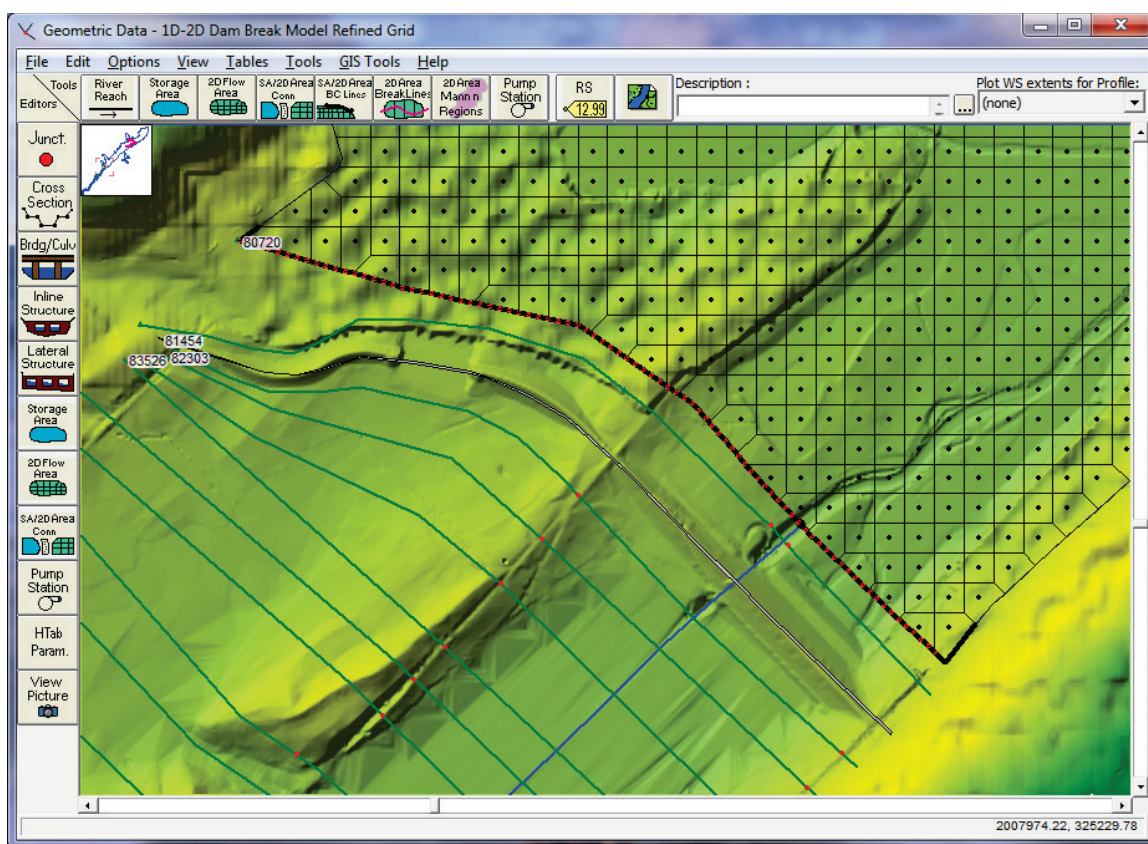 Geometric Data - 1D-2D Dam Break Model Refined Grid
File Edit Options View Tables Tools GIS Tools Help
Tools
Editors
River
Reach
Storage
Area
2D Flow
Area
SA/2D Area
Conn
SA/2D Area
BC Lines
2D Area
BreakLines
2D Area
Mann n
Regions
Pump
Station
RS
12.99
Description :
...
Plot WS extents for Profile:
(none)
Junct.
Cross
Section
Brdg/Culv
Inline
Structure
Lateral
Structure
Storage
Area
2D Flow
Area
SA/2D Area
Conn
Pump
Station
HTab
Param.
View
Picture
80720
81454
83526 82303
2007974.22, 325229.78